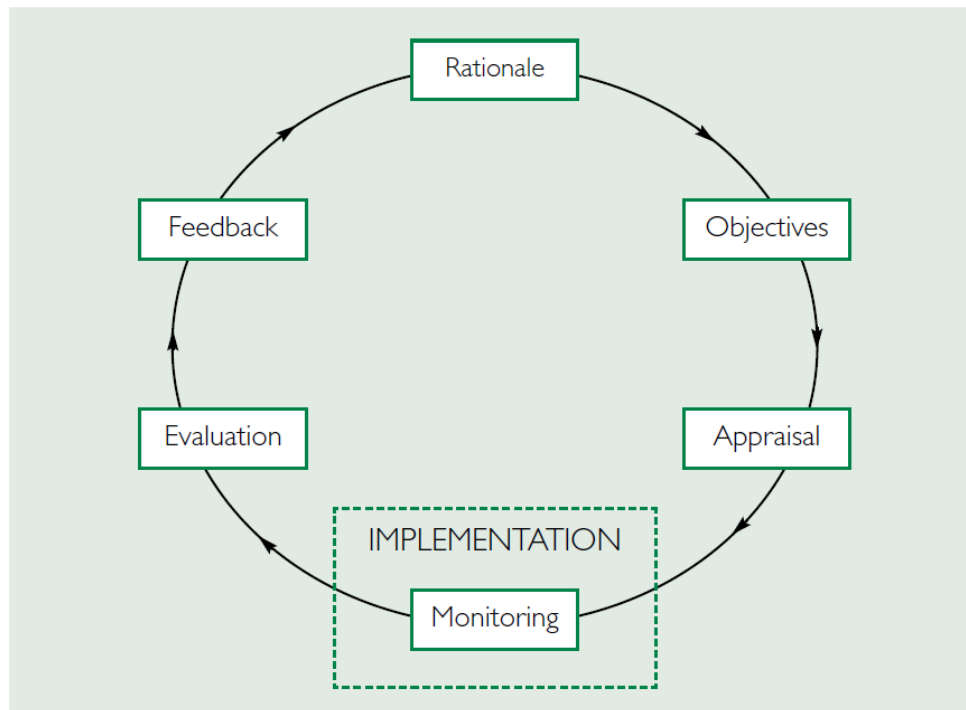 Rationale
Feedback
Objectives
Evaluation
Appraisal
IMPLEMENTATION
Monitoring